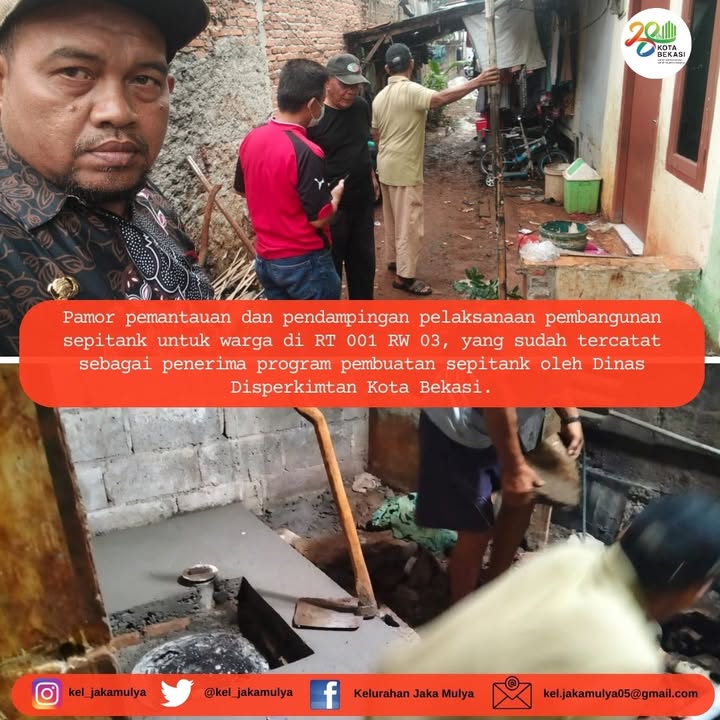 28
KOTA
BEKASI
Pamor pemantauan dan pendampingan pelaksanaan pembangunan
sepitank untuk warga di RT 001 RW 03, yang sudah tercatat
sebagai penerima program pembuatan sepitank oleh Dinas
Disperkimtan Kota Bekasi.
kel_jakamulya @kel_jakamulya Kelurahan Jaka Mulya kel.jakamulya05@gmail.com